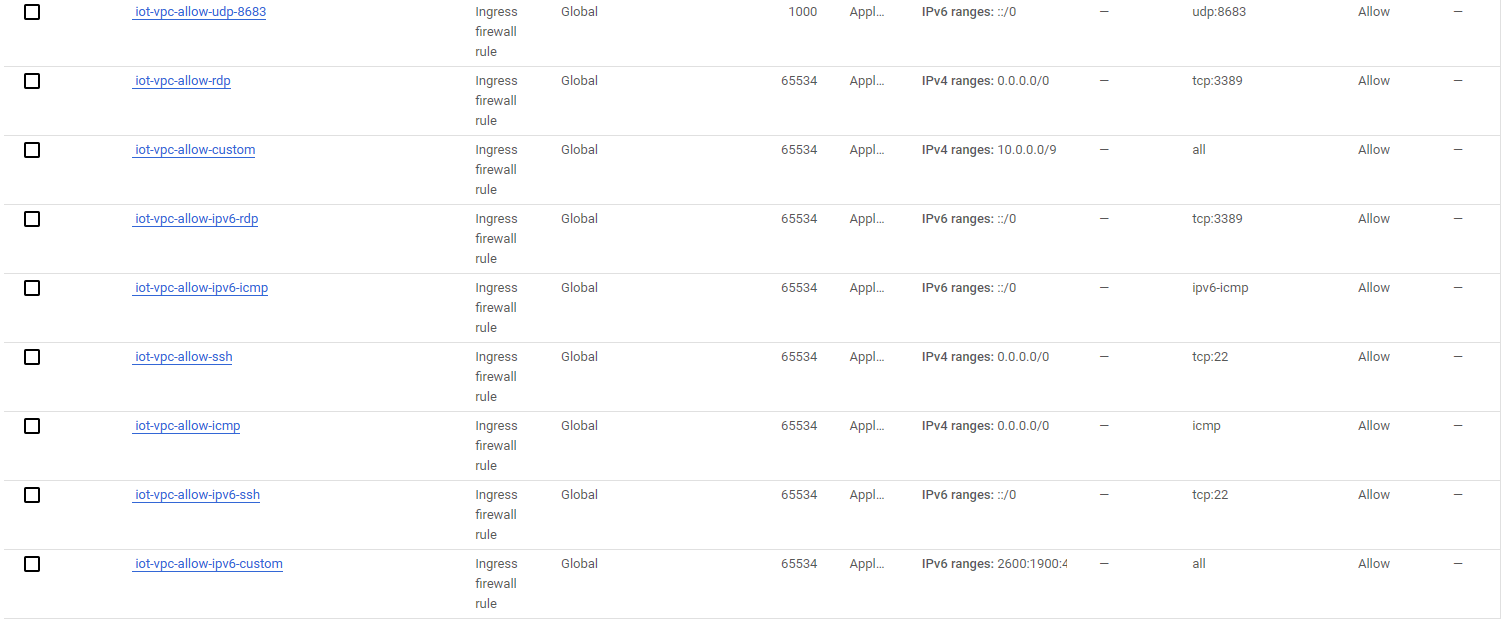 iot-vpc-allow-udp-8683 Ingress firewall rule Global 1000 Appl... IPv6 ranges: ::/0 — udp:8683 Allow —
iot-vpc-allow-rdp Ingress firewall rule Global 65534 Appl... IPv4 ranges: 0.0.0.0/0 — tcp:3389 Allow —
iot-vpc-allow-custom Ingress firewall rule Global 65534 Appl... IPv4 ranges: 10.0.0.0/9 — all Allow —
iot-vpc-allow-ipv6-rdp Ingress firewall rule Global 65534 Appl... IPv6 ranges: ::/0 — tcp:3389 Allow —
iot-vpc-allow-ipv6-icmp Ingress firewall rule Global 65534 Appl... IPv6 ranges: ::/0 — ipv6-icmp Allow —
iot-vpc-allow-ssh Ingress firewall rule Global 65534 Appl... IPv4 ranges: 0.0.0.0/0 — tcp:22 Allow —
iot-vpc-allow-icmp Ingress firewall rule Global 65534 Appl... IPv4 ranges: 0.0.0.0/0 — icmp Allow —
iot-vpc-allow-ipv6-ssh Ingress firewall rule Global 65534 Appl... IPv6 ranges: ::/0 — tcp:22 Allow —
iot-vpc-allow-ipv6-custom Ingress firewall rule Global 65534 Appl... IPv6 ranges: 2600:1900:4 — all Allow —